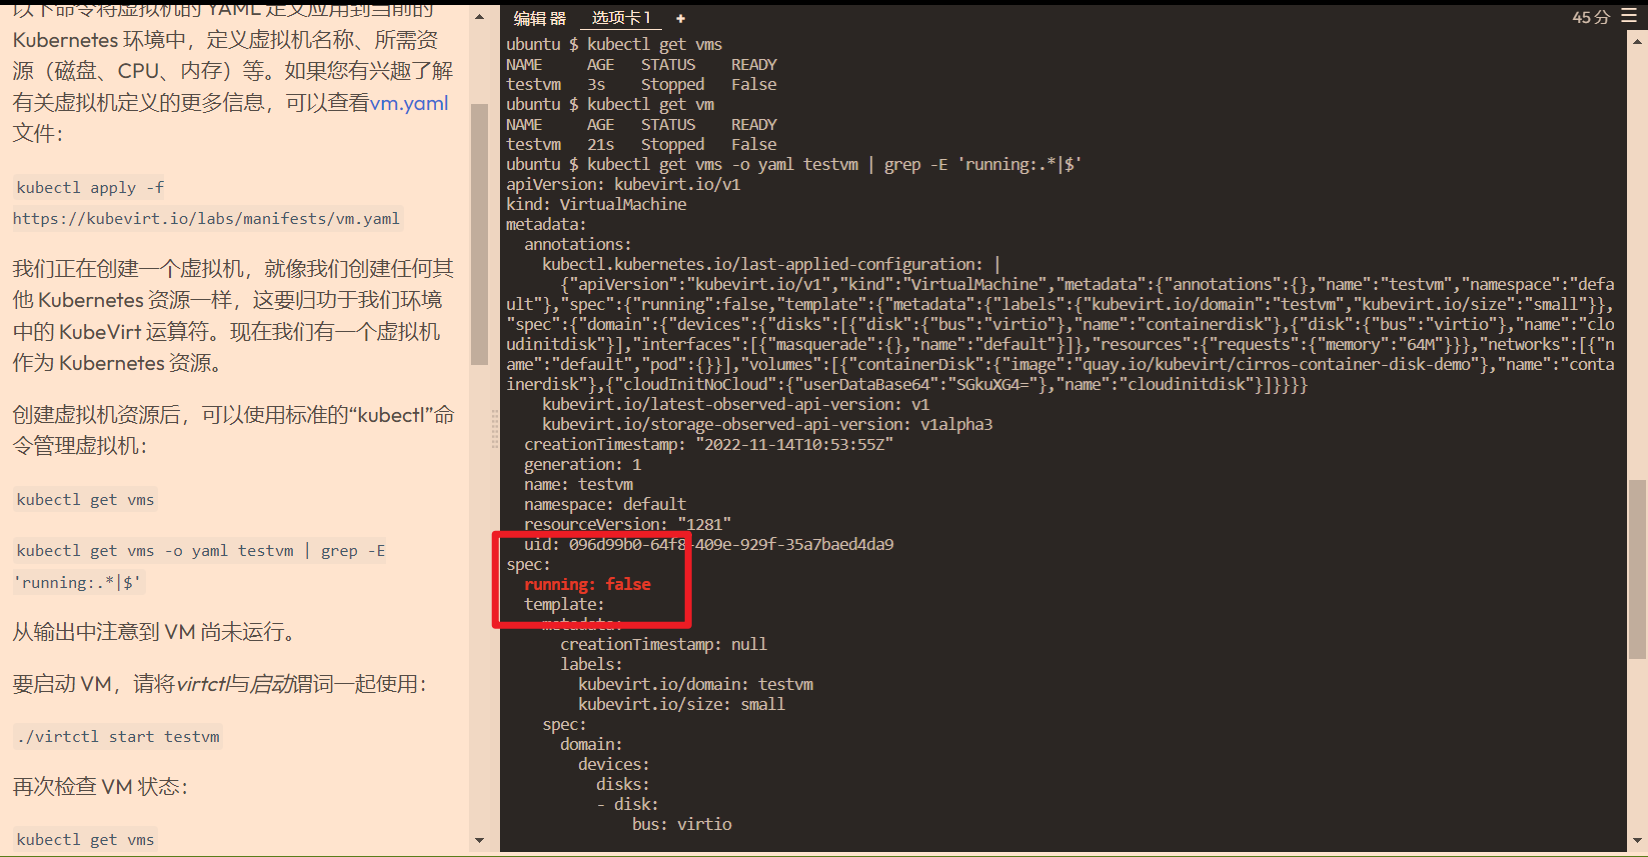 以下命令将虚拟机的 YAML 定义应用到当前的
Kubernetes 环境中，定义虚拟机名称、所需资
源（磁盘、CPU、内存）等。如果您有兴趣了解
有关虚拟机定义的更多信息，可以查看vm.yaml
文件：
kubectl apply -f
https://kubevirt.io/labs/manifests/vm.yaml
我们正在创建一个虚拟机，就像我们创建任何其
他 Kubernetes 资源一样，这要归功于我们环境
中的 KubeVirt 运算符。现在我们有一个虚拟机
作为 Kubernetes 资源。
创建虚拟机资源后，可以使用标准的“kubectl”命
令管理虚拟机：
kubectl get vms
kubectl get vms -o yaml testvm | grep -E
'running:.*|$'
从输出中注意到 VM 尚未运行。
要启动 VM，请将virtctl与启动谓词一起使用：
./virtctl start testvm
再次检查 VM 状态：
kubectl get vms
编辑器 选项卡 1 + 45 分
ubuntu $ kubectl get vms
NAME     AGE   STATUS    READY
testvm   3s    Stopped   False
ubuntu $ kubectl get vm
NAME     AGE   STATUS    READY
testvm   21s   Stopped   False
ubuntu $ kubectl get vms -o yaml testvm | grep -E 'running:.*|$'
apiVersion: kubevirt.io/v1
kind: VirtualMachine
metadata:
  annotations:
    kubectl.kubernetes.io/last-applied-configuration: |
      {"apiVersion":"kubevirt.io/v1","kind":"VirtualMachine","metadata":{"annotations":{},"name":"testvm","namespace":"defa
ult"},"spec":{"running":false,"template":{"metadata":{"labels":{"kubevirt.io/domain":"testvm","kubevirt.io/size":"small"}},
"spec":{"domain":{"devices":{"disks":[{"disk":{"bus":"virtio"},"name":"containerdisk"},{"disk":{"bus":"virtio"},"name":"clo
udinitdisk"}],"interfaces":[{"masquerade":{},"name":"default"}]},"resources":{"requests":{"memory":"64M"}}},"networks":[{"n
ame":"default","pod":{}}],"volumes":[{"containerDisk":{"image":"quay.io/kubevirt/cirros-container-disk-demo"},"name":"conta
inerdisk"},{"cloudInitNoCloud":{"userDataBase64":"SGkuXG4="},"name":"cloudinitdisk"}]}}}}
    kubevirt.io/latest-observed-api-version: v1
    kubevirt.io/storage-observed-api-version: v1alpha3
  creationTimestamp: "2022-11-14T10:53:55Z"
  generation: 1
  name: testvm
  namespace: default
  resourceVersion: "1281"
  uid: 096d99b0-64f8-409e-929f-35a7baed4da9
spec:
  running: false
  template:
    metadata:
      creationTimestamp: null
      labels:
        kubevirt.io/domain: testvm
        kubevirt.io/size: small
    spec:
      domain:
        devices:
          disks:
          - disk:
              bus: virtio